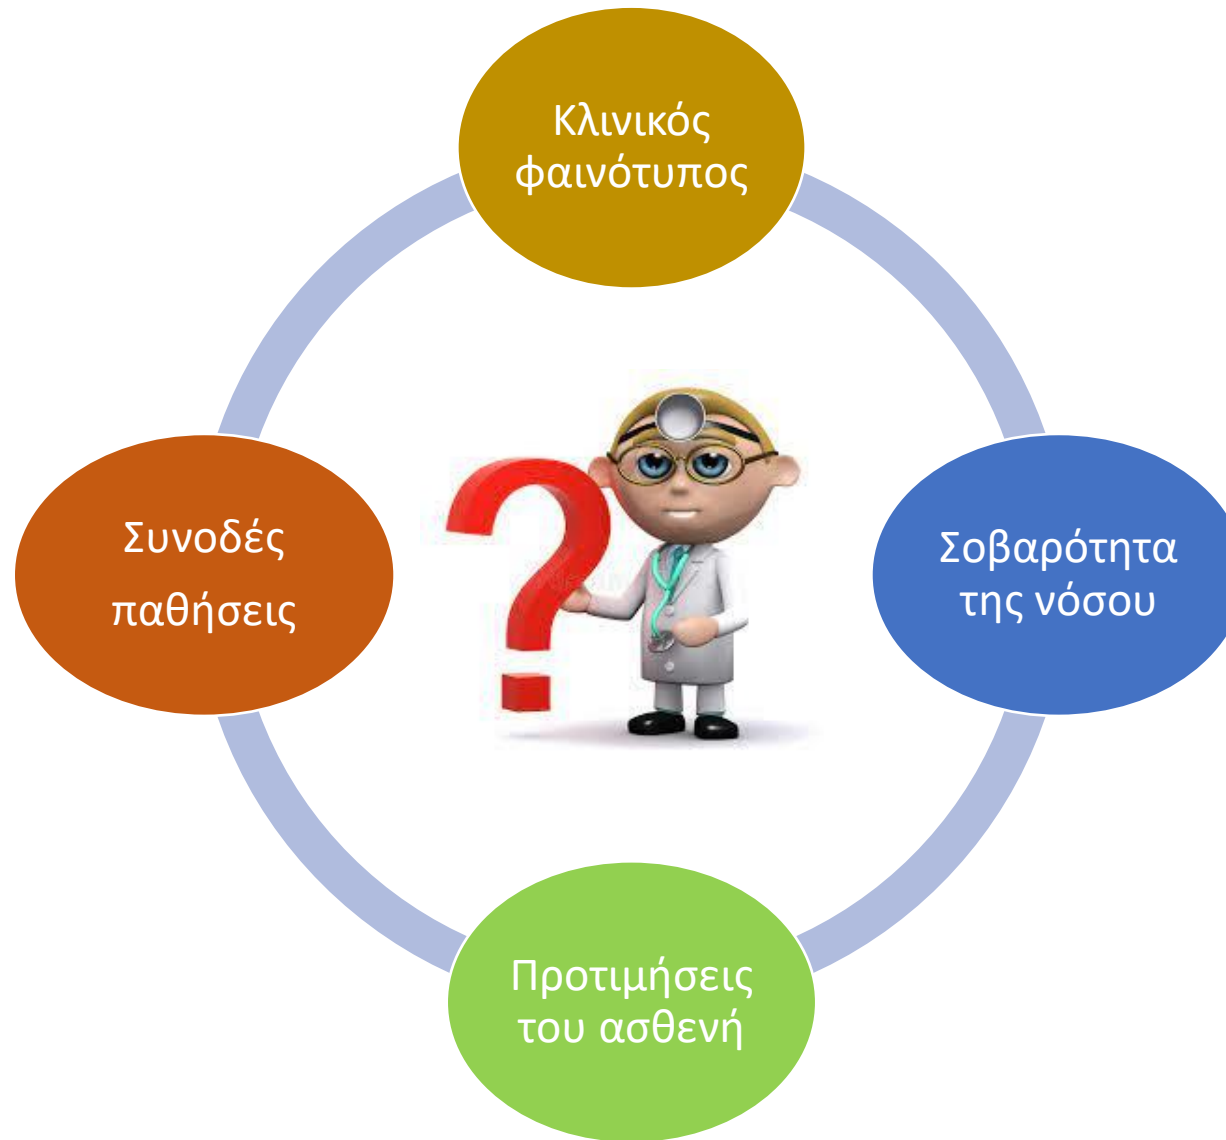 Κλινικός
φαινότυπος
Σοβαρότητα
της νόσου
Προτιμήσεις
του ασθενή
Συνοδές
παθήσεις